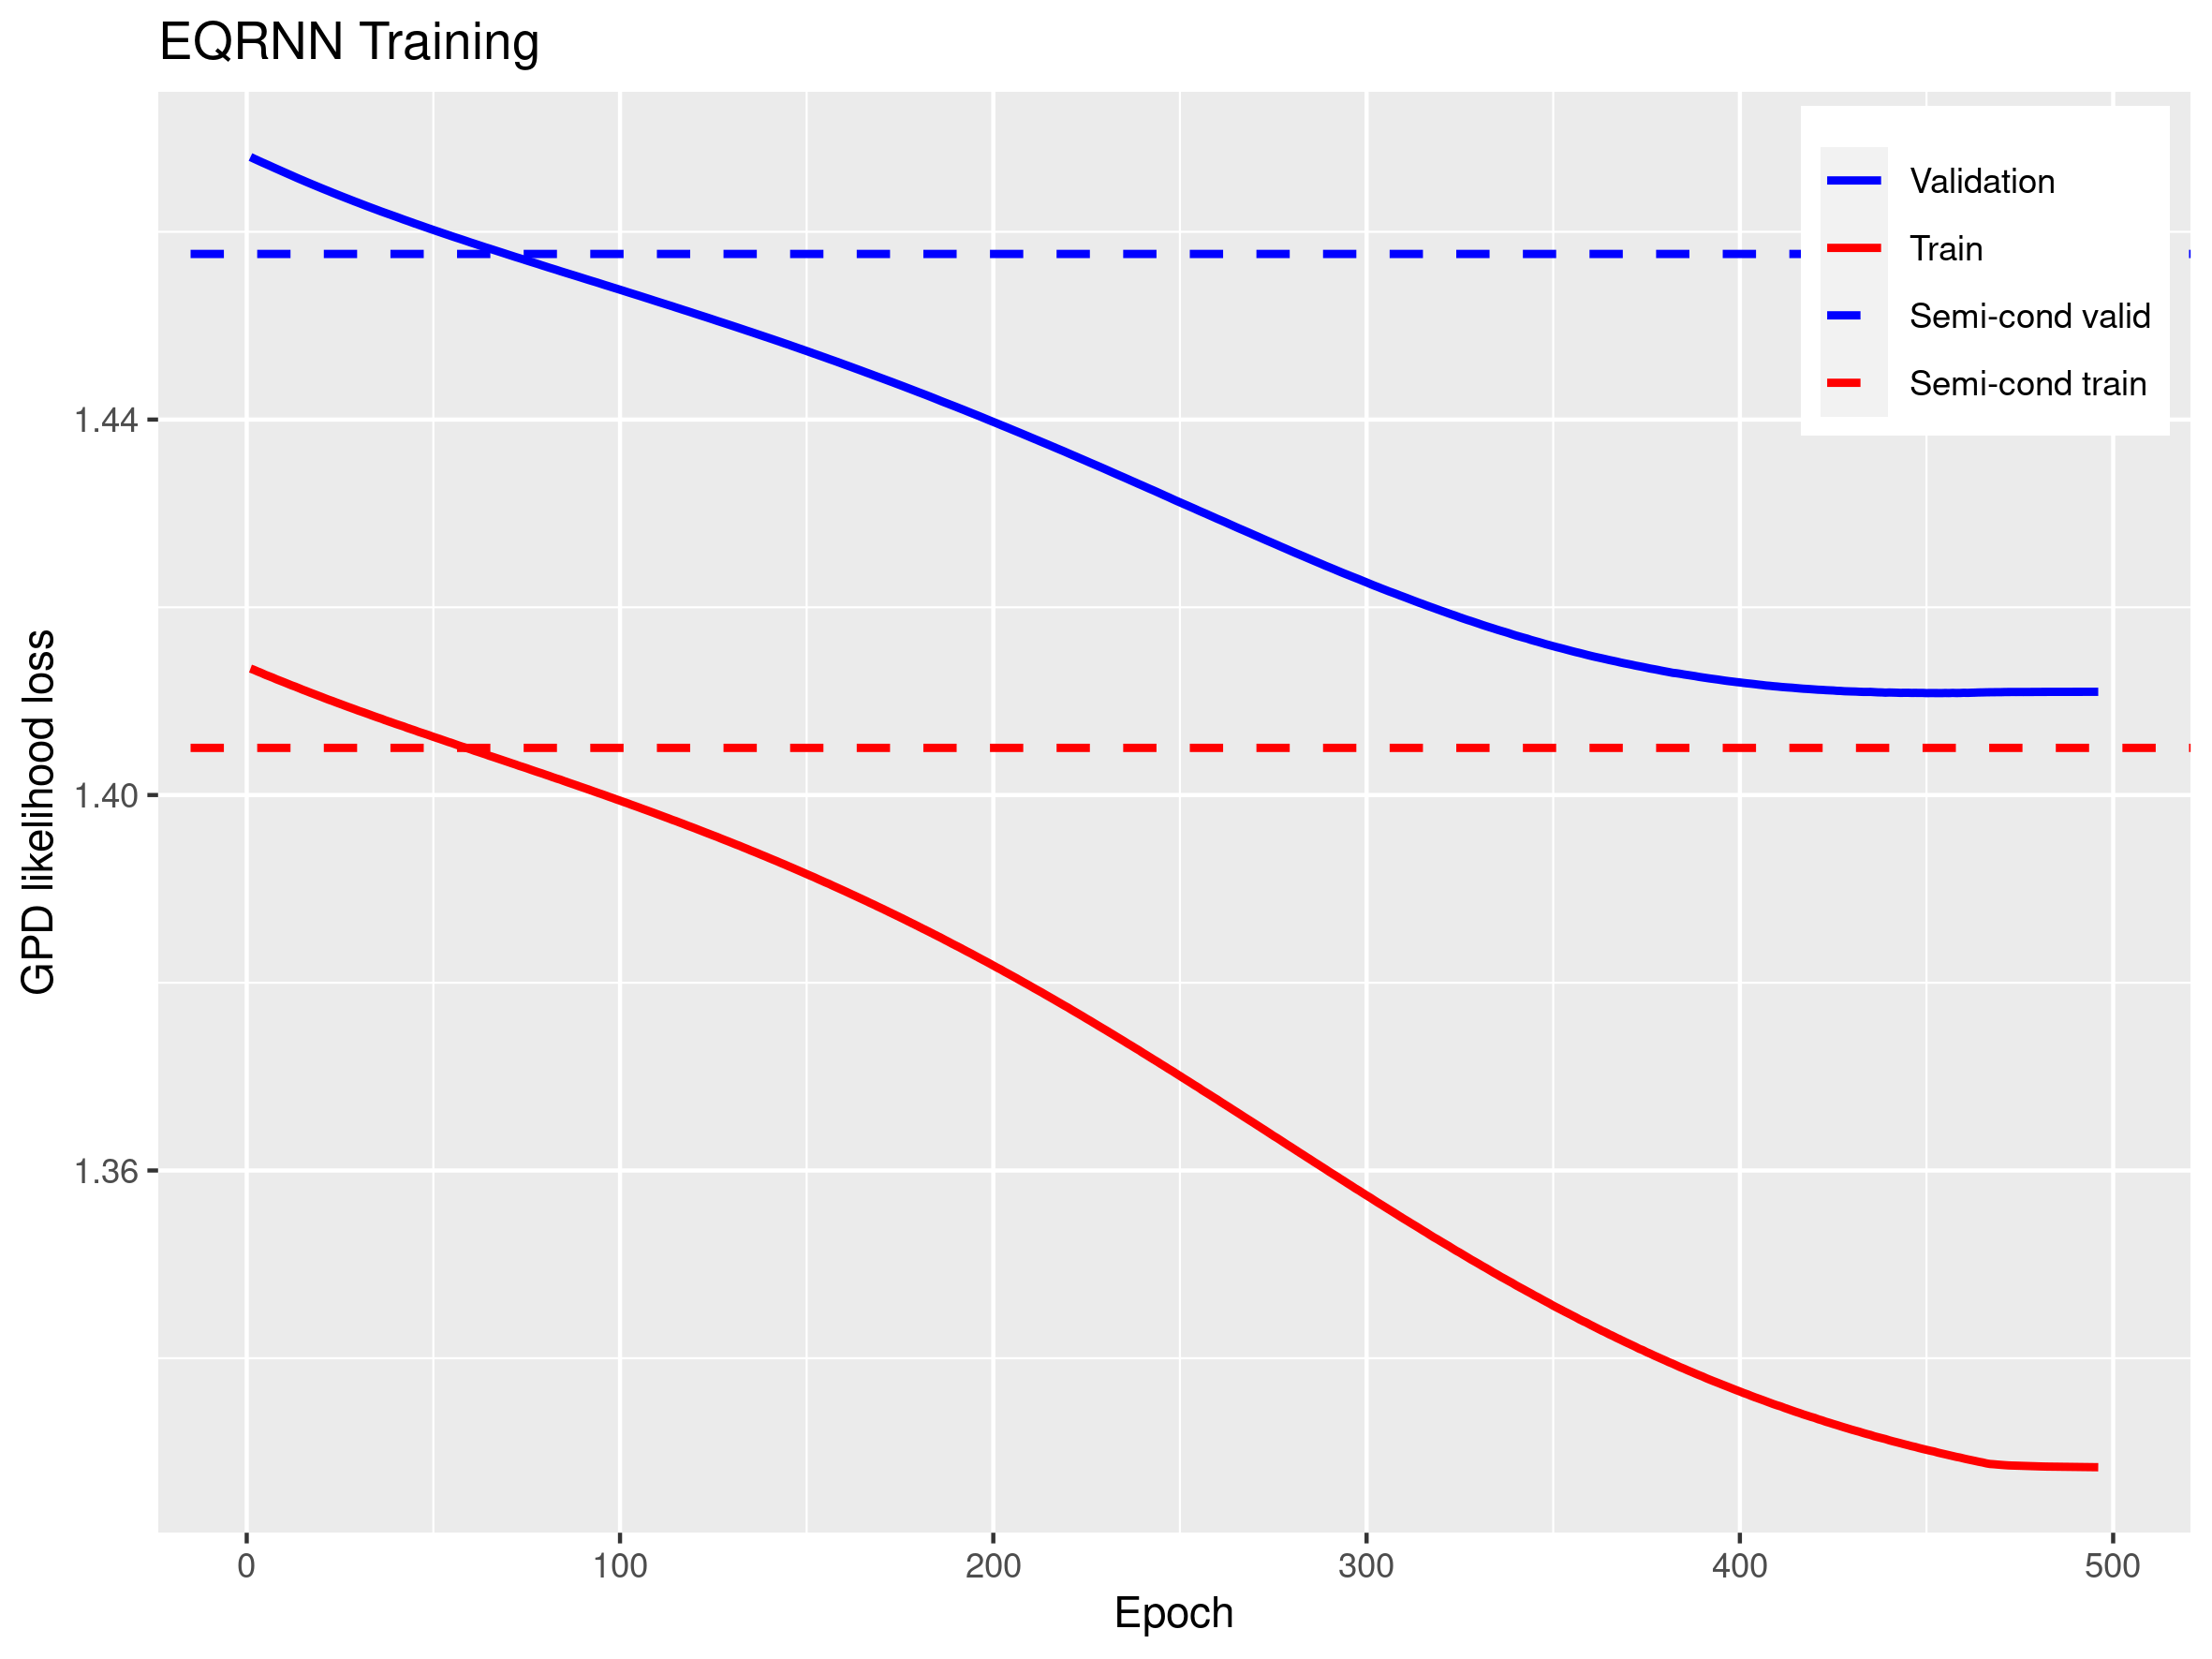 EQRNN Training
Validation
Train
Semi-cond valid
Semi-cond train
GPD likelihood loss
1.44
1.40
1.36
0 100 200 300 400 500
Epoch